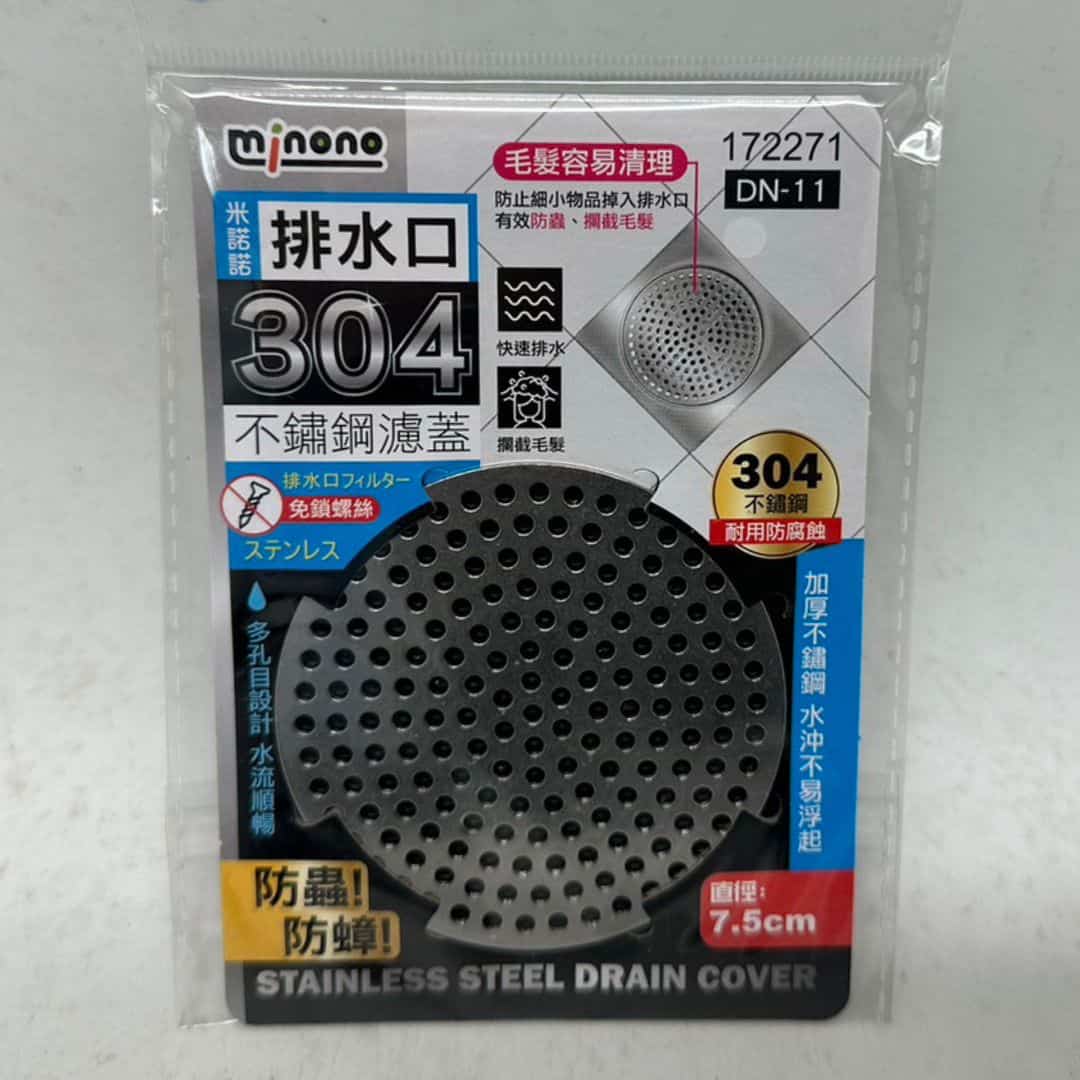 minono
米諾諾
排水口
304
不鏽鋼濾蓋
排水口フィルター
免鎖螺絲
ステンレス
毛髮容易清理
防止細小物品掉入排水口
有效防蟲、攔截毛髮
172271
DN-11
快速排水
攔截毛髮
304
不鏽鋼
耐用防腐蝕
多孔目設計 水流順暢
加厚不鏽鋼 水沖不易浮起
防蟲!
防蟑!
直徑:
7.5cm
STAINLESS STEEL DRAIN COVER